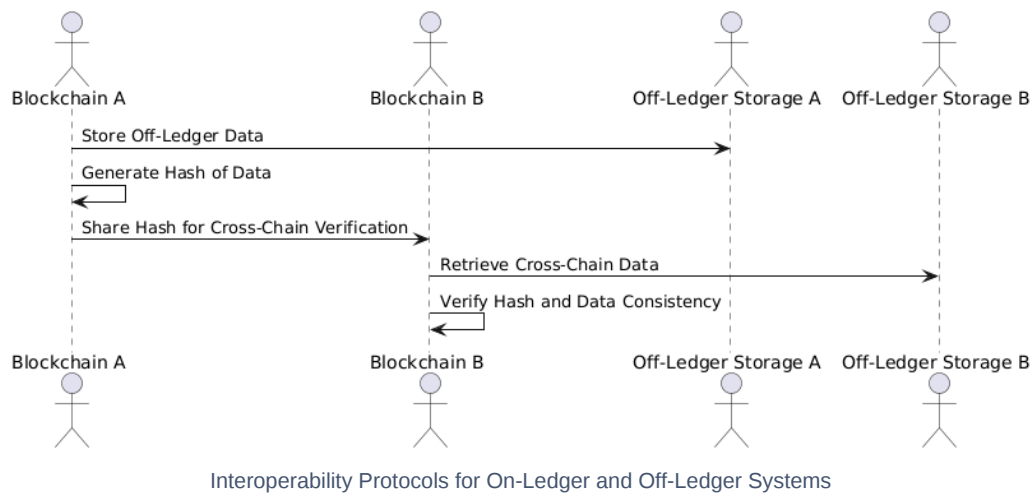 Blockchain A
Blockchain B
Off-Ledger Storage A
Off-Ledger Storage B
Store Off-Ledger Data
Generate Hash of Data
Share Hash for Cross-Chain Verification
Retrieve Cross-Chain Data
Verify Hash and Data Consistency
Blockchain A
Blockchain B
Off-Ledger Storage A
Off-Ledger Storage B
Interoperability Protocols for On-Ledger and Off-Ledger Systems